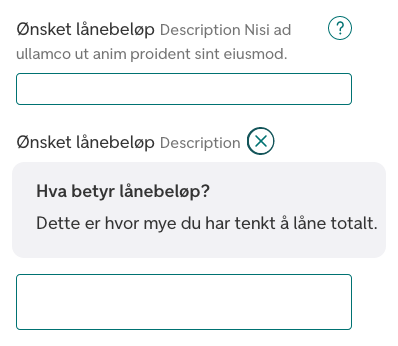 Ønsket lånebeløp Description Nisi ad ?
ullamco ut anim proident sint eiusmod.
Ønsket lånebeløp Description
Hva betyr lånebeløp?
Dette er hvor mye du har tenkt å låne totalt.